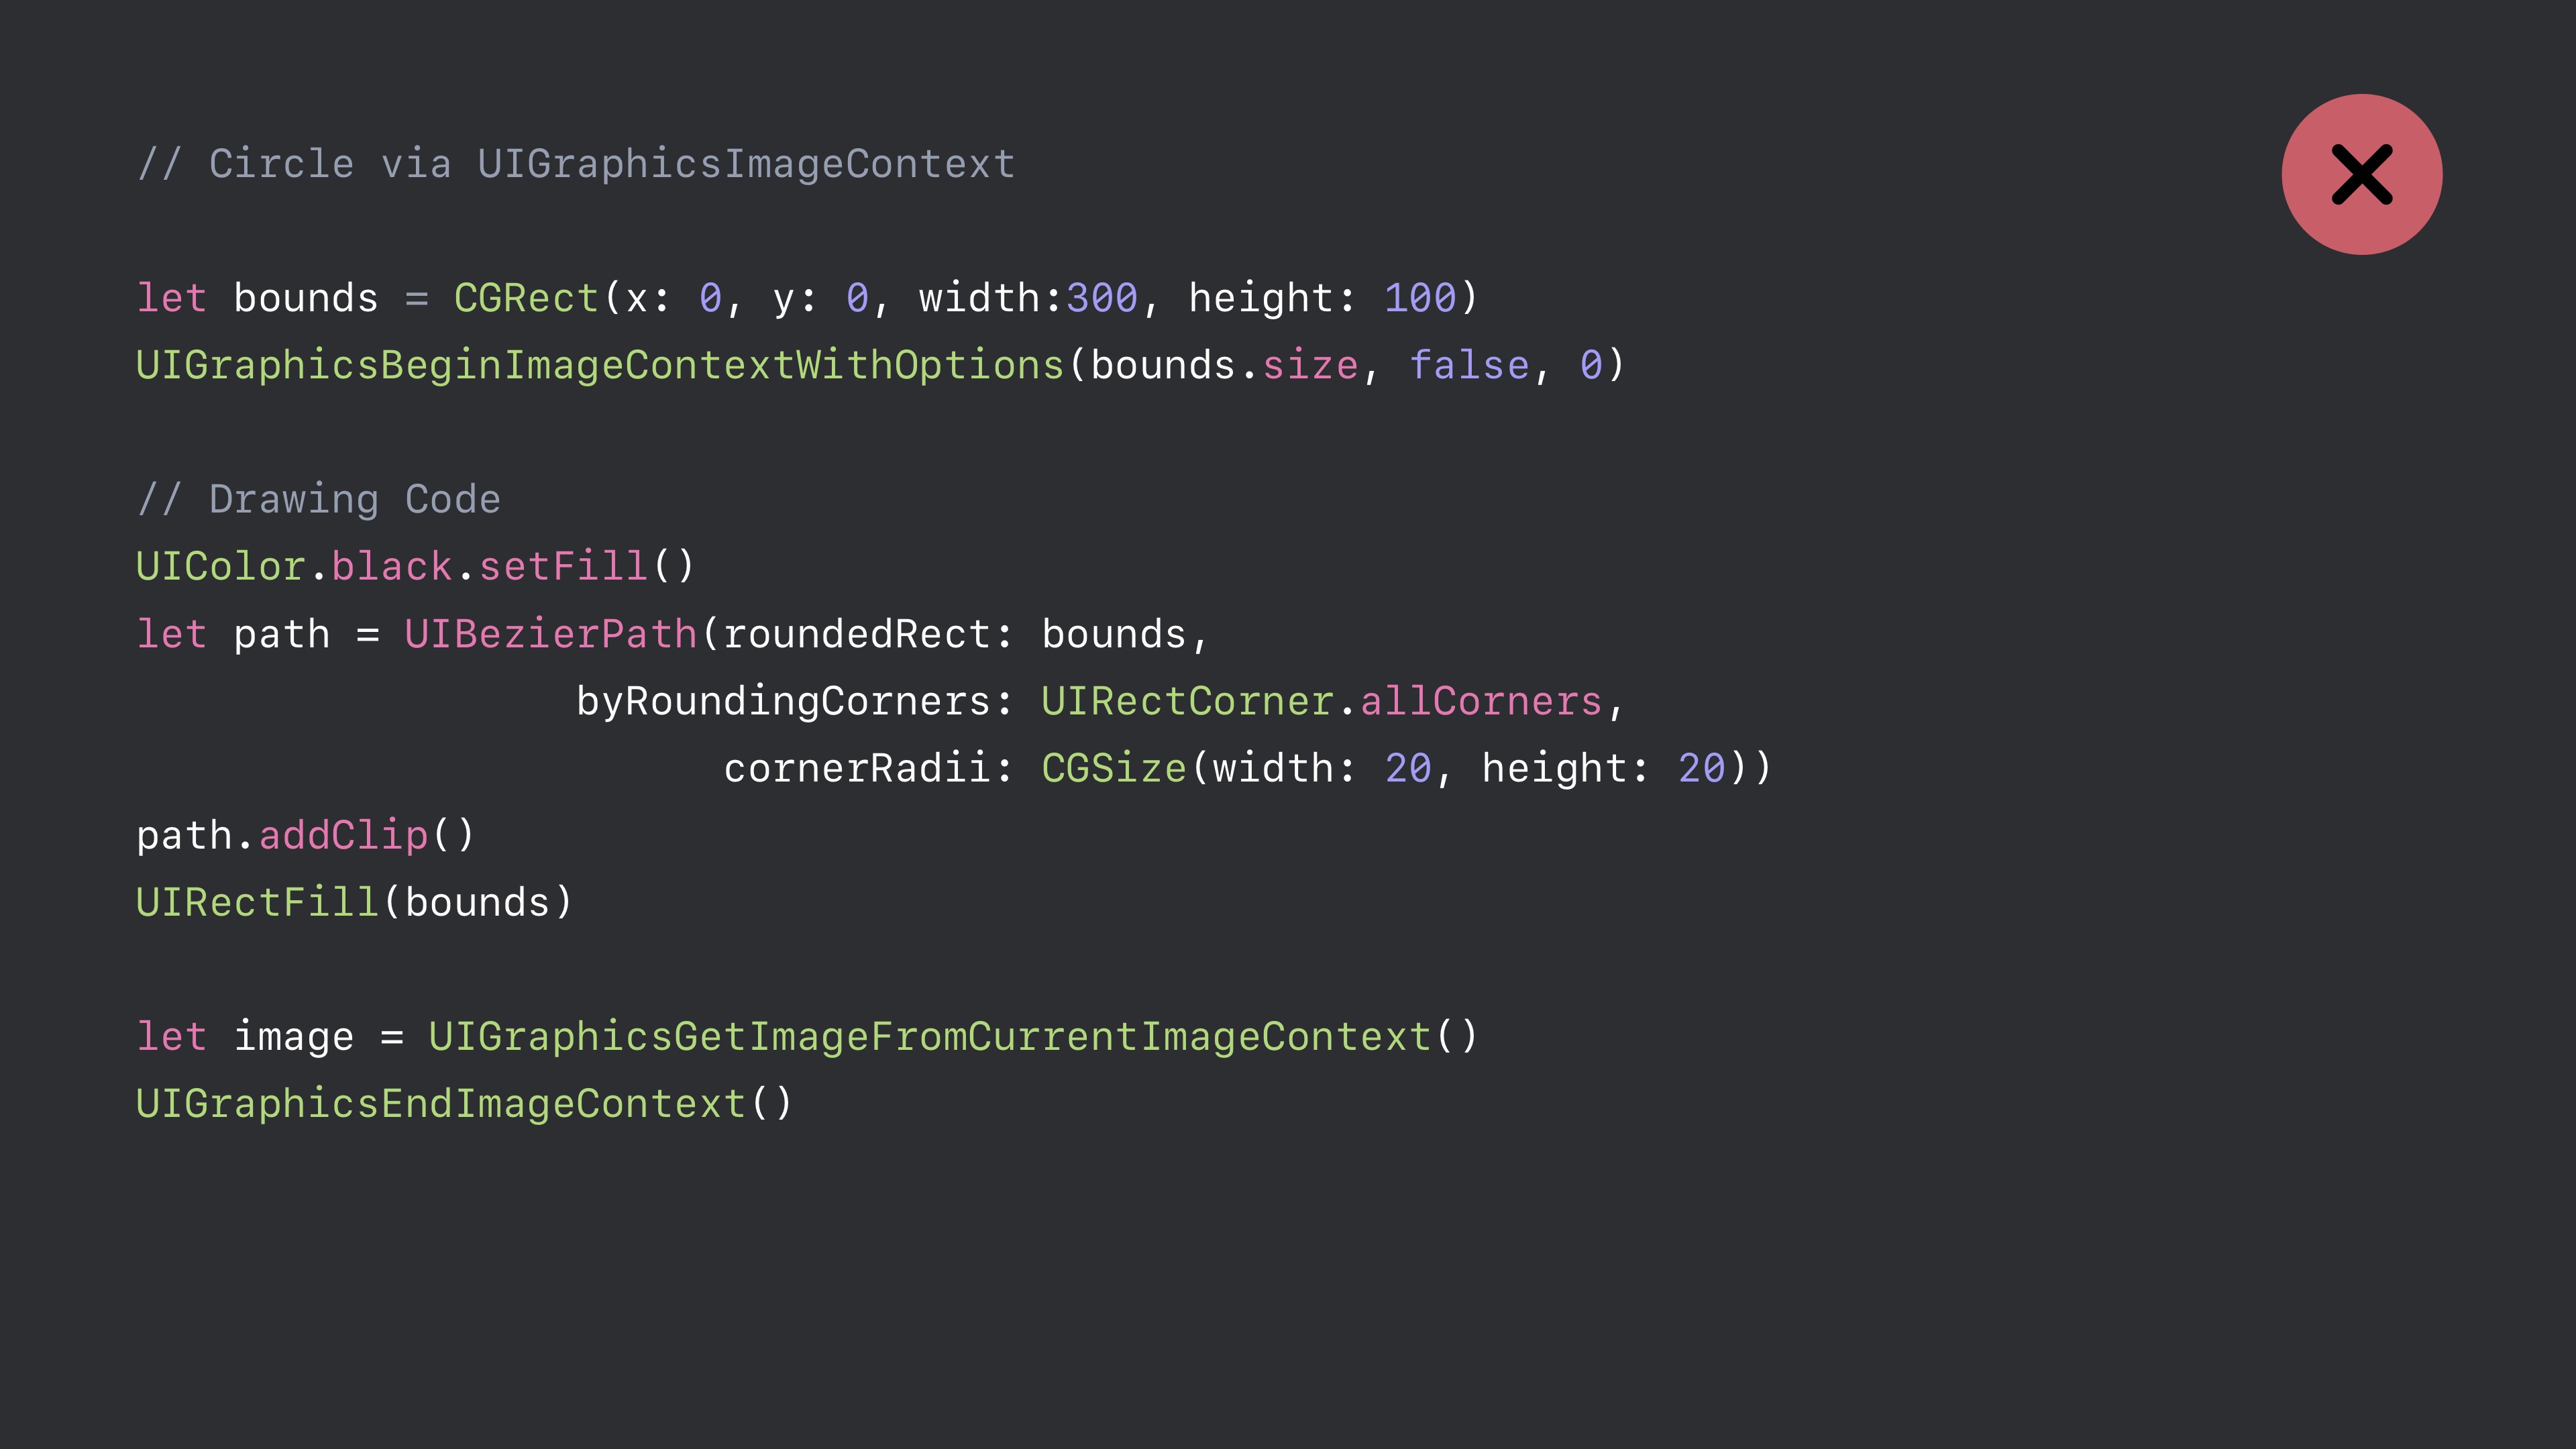 // Circle via UIGraphicsImageContext
let bounds = CGRect(x: 0, y: 0, width:300, height: 100)
UIGraphicsBeginImageContextWithOptions(bounds.size, false, 0)
// Drawing Code
UIColor.black.setFill()
let path = UIBezierPath(roundedRect: bounds,
                  byRoundingCorners: UIRectCorner.allCorners,
                        cornerRadii: CGSize(width: 20, height: 20))
path.addClip()
UIRectFill(bounds)
let image = UIGraphicsGetImageFromCurrentImageContext()
UIGraphicsEndImageContext()